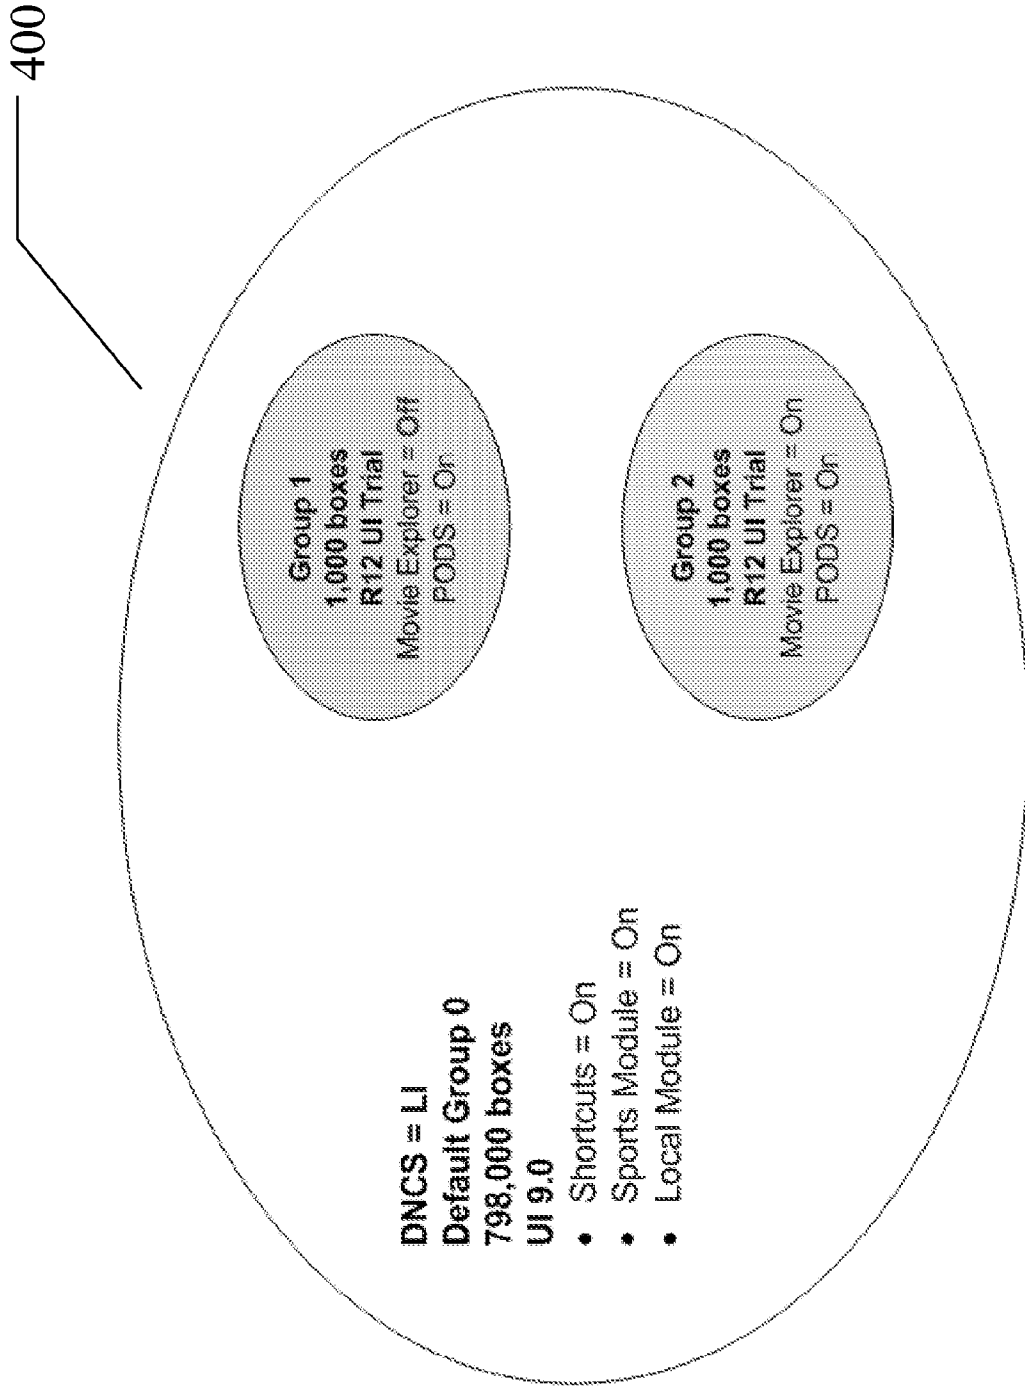 400
DNCS = LI
Default Group 0
798,000 boxes
UI 9.0
• Shortcuts = On
• Sports Module = On
• Local Module = On
Group 1
1,000 boxes
R12 UI Trial
Movie Explorer = Off
PODS = On
Group 2
1,000 boxes
R12 UI Trial
Movie Explorer = On
PODS = On